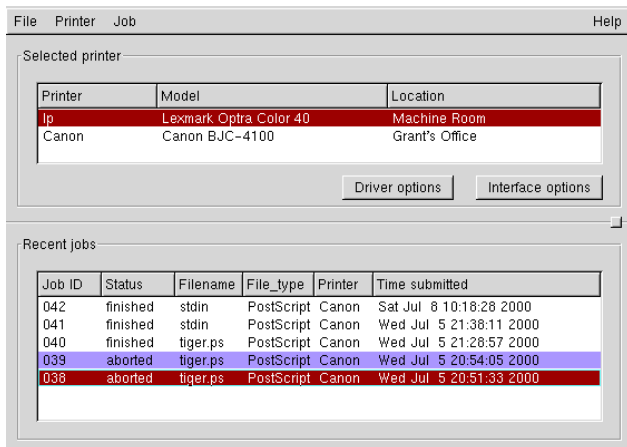 File Printer Job Help
Selected printer
Printer Model Location
lp Lexmark Optra Color 40 Machine Room
Canon Canon BJC-4100 Grant's Office
Driver options Interface options
Recent jobs
Job ID Status Filename File_type Printer Time submitted
042 finished stdin PostScript Canon Sat Jul 8 10:18:28 2000
041 finished stdin PostScript Canon Wed Jul 5 21:38:11 2000
040 finished tiger.ps PostScript Canon Wed Jul 5 21:28:57 2000
039 aborted tiger.ps PostScript Canon Wed Jul 5 20:54:05 2000
038 aborted tiger.ps PostScript Canon Wed Jul 5 20:51:33 2000